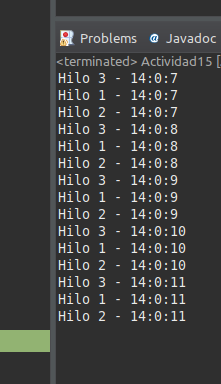 Problems @ Javadoc
<terminated> Actividad15 [
Hilo 3 - 14:0:7
Hilo 1 - 14:0:7
Hilo 2 - 14:0:7
Hilo 3 - 14:0:8
Hilo 1 - 14:0:8
Hilo 2 - 14:0:8
Hilo 3 - 14:0:9
Hilo 1 - 14:0:9
Hilo 2 - 14:0:9
Hilo 3 - 14:0:10
Hilo 1 - 14:0:10
Hilo 2 - 14:0:10
Hilo 3 - 14:0:11
Hilo 1 - 14:0:11
Hilo 2 - 14:0:11